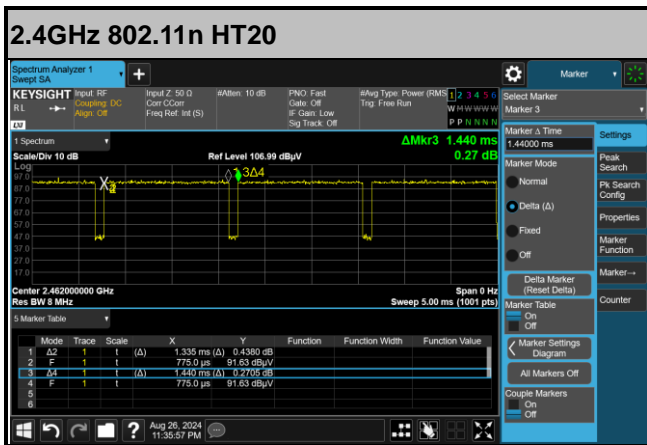 2.4GHz 802.11n HT20
Spectrum Analyzer 1
Swept SA
Marker
KEYSIGHT
R L
LXI
Input: RF
Coupling: DC
Align: Off
Input Z: 50 Ω
Corr CCorr
Freq Ref: Int (S)
#Atten: 10 dB
PNO: Fast
Gate: Off
IF Gain: Low
Sig Track: Off
#Avg Type: Power (RMS
Trig: Free Run
1 2 3 4 5 6
W M W W W W
P P N N N N
Select Marker
Marker 3
1 Spectrum
ΔMkr3 1.440 ms
0.27 dB
Scale/Div 10 dB
Ref Level 106.99 dBµV
Log
97.0
87.0
77.0
67.0
57.0
47.0
37.0
27.0
17.0
3Δ4
Center 2.462000000 GHz
Span 0 Hz
Res BW 8 MHz
Sweep 5.00 ms (1001 pts)
5 Marker Table
Mode Trace Scale X Y Function Function Width Function Value
1 Δ2 1 t (Δ) 1.335 ms (Δ) 0.4380 dB
2 F 1 t 775.0 µs 91.63 dBµV
3 Δ4 1 t (Δ) 1.440 ms (Δ) 0.2705 dB
4 F 1 t 775.0 µs 91.63 dBµV
5
6
Marker Δ Time
1.44000 ms
Marker Mode
Normal
Delta (Δ)
Fixed
Off
Delta Marker
(Reset Delta)
Marker Table
On
Off
Marker Settings
Diagram
All Markers Off
Couple Markers
On
Off
Settings
Peak
Search
Pk Search
Config
Properties
Marker
Function
Marker→
Counter
?
Aug 26, 2024
11:35:57 PM